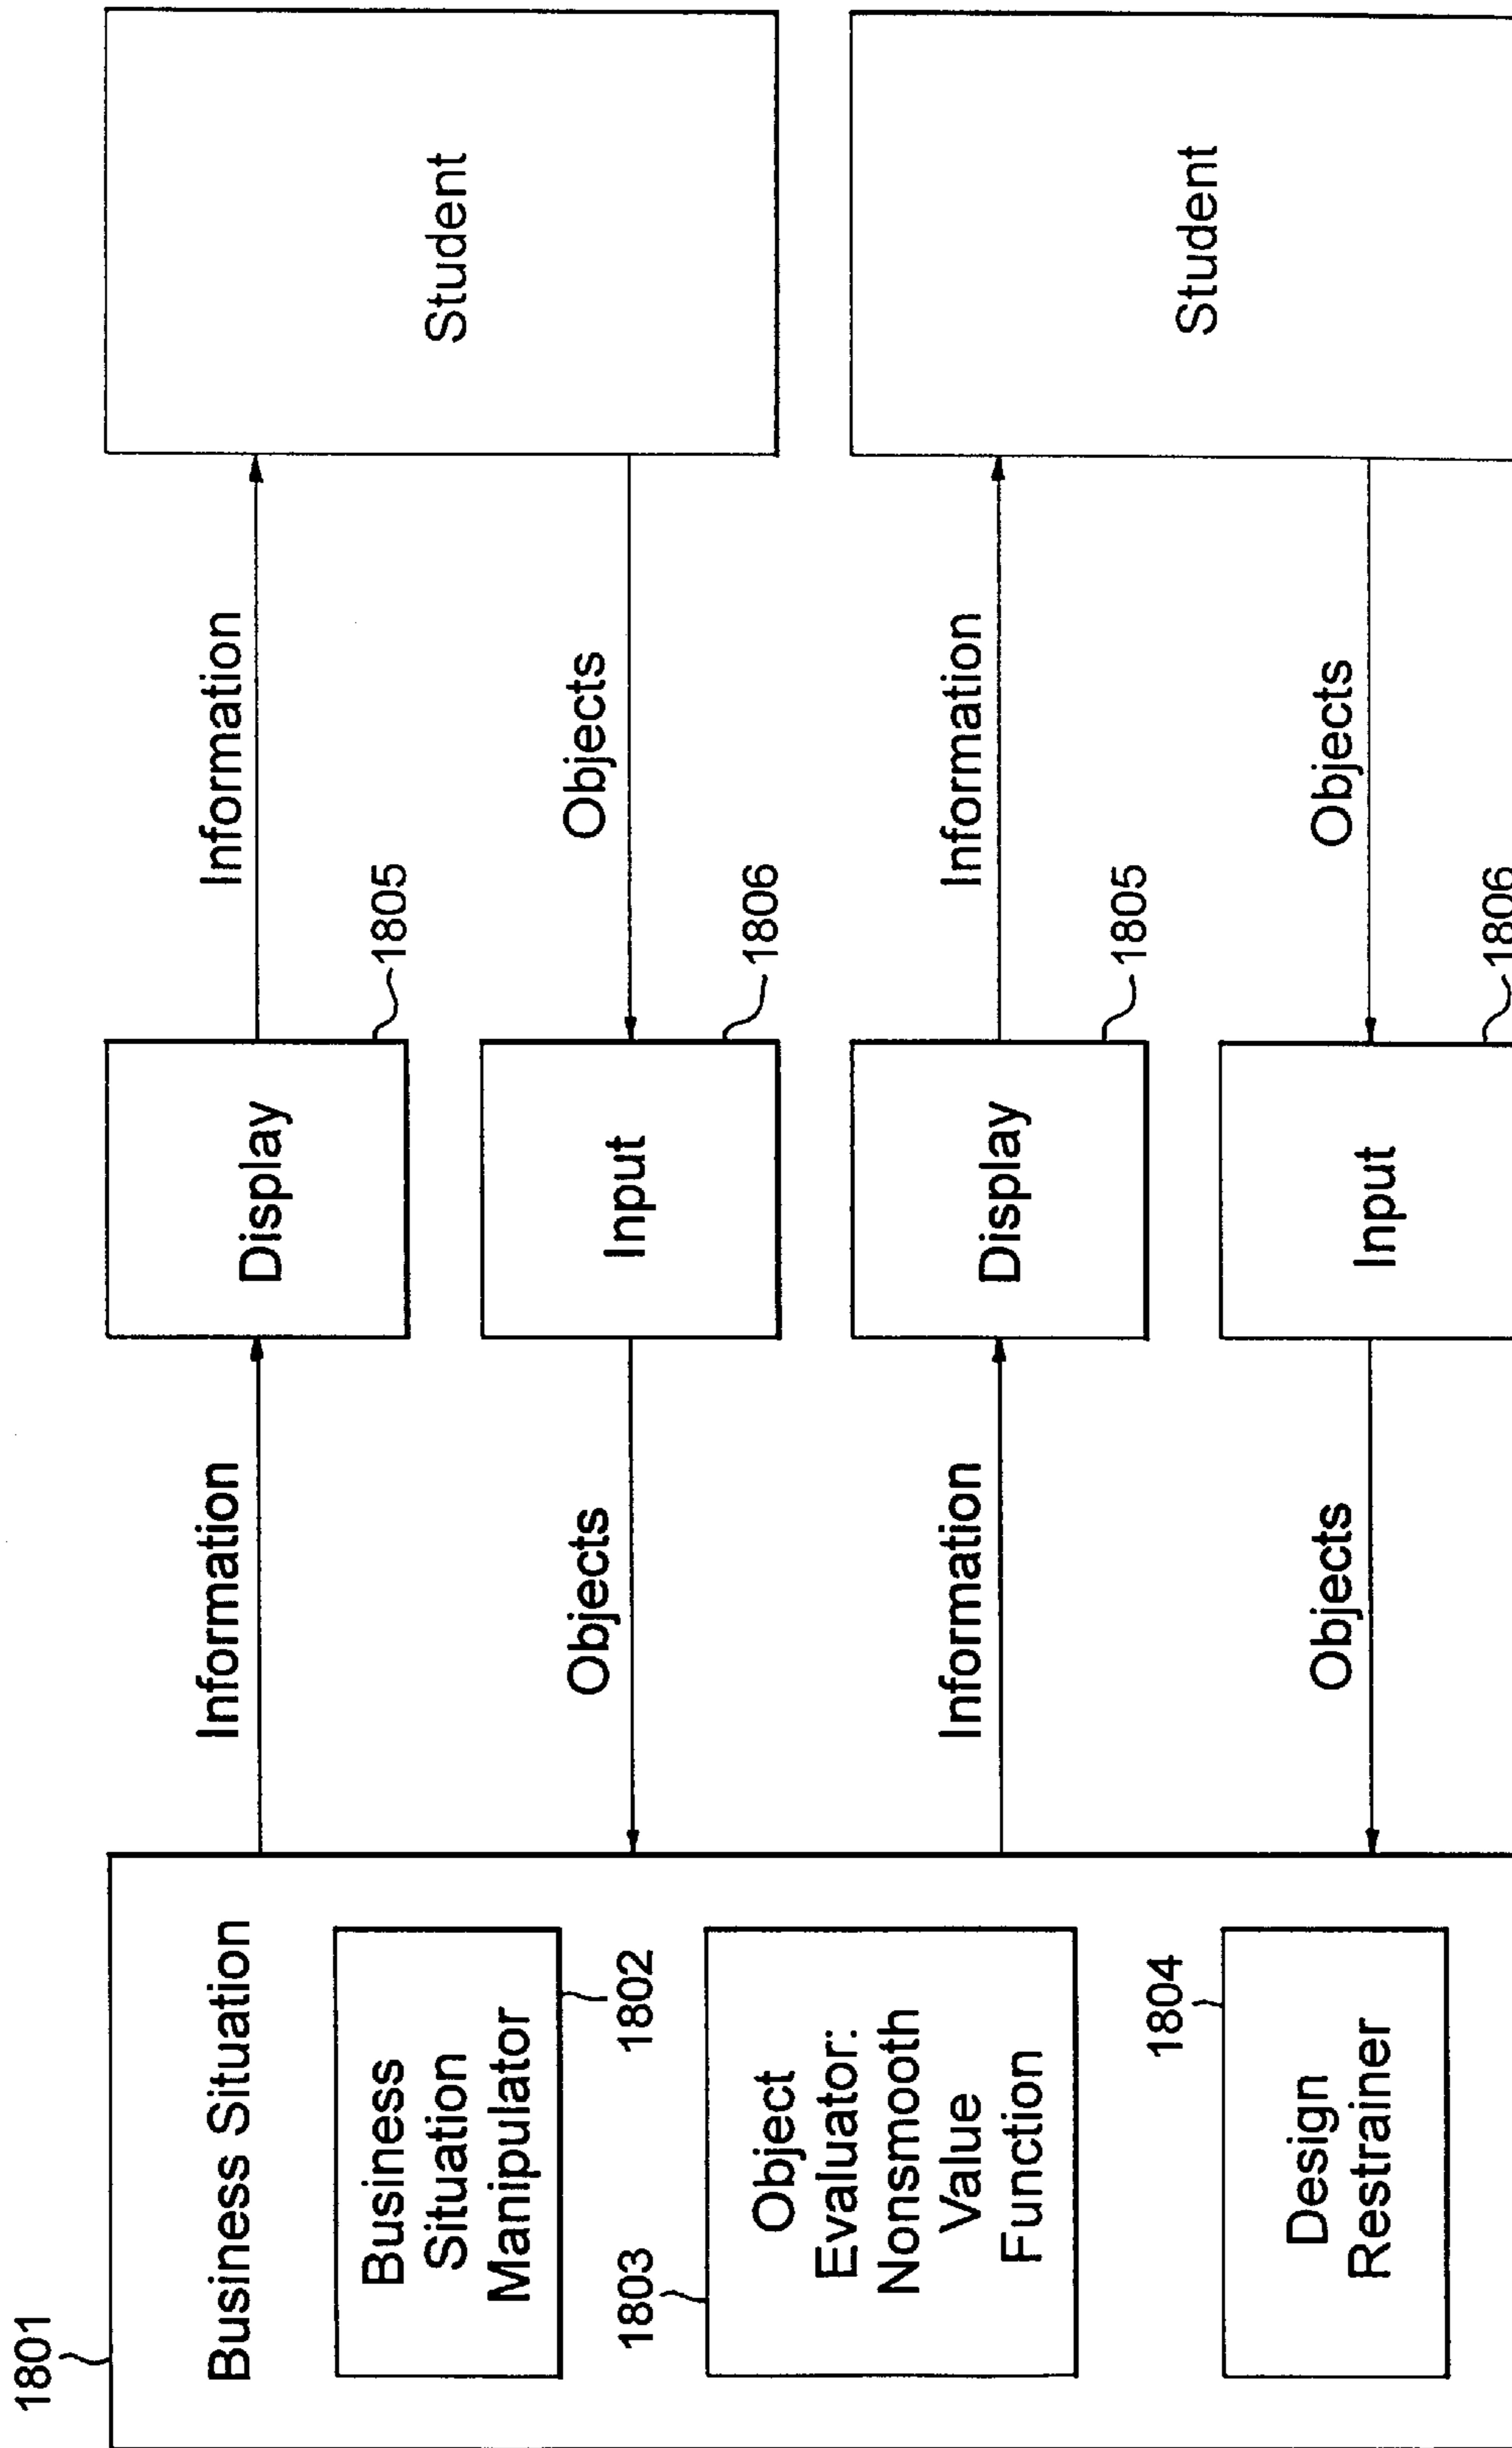 1801
Business Situation
Business
Situation
Manipulator
1802
1803
Object
Evaluator:
Nonsmooth
Value
Function
1804
Design
Restrainer
Information
Objects
Information
Objects
Display
1805
Input
1806
Display
1805
Input
1806
Information
Objects
Information
Objects
Student
Student